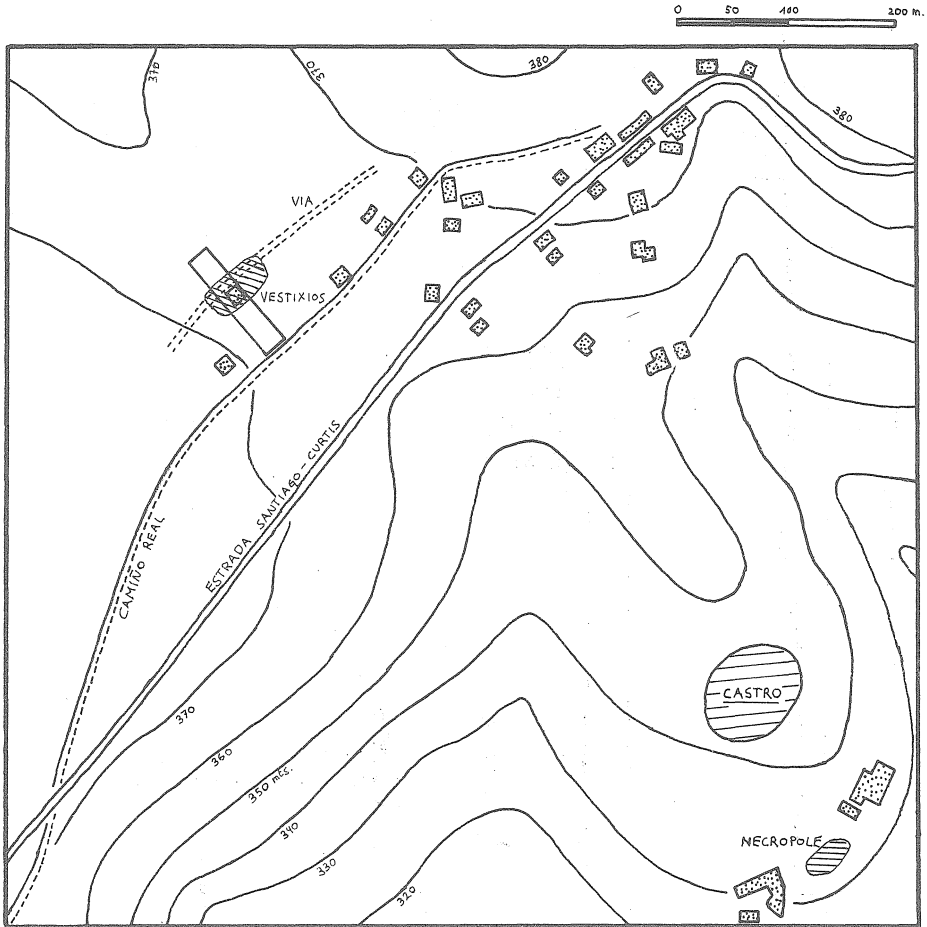 0 50 100 200 m.
370
370
380
380
VIA
VESTIXIOS
ESTRADA SANTIAGO-CURTIS
CAMIÑO REAL
CASTRO
370
360
350 mts.
340
330
320
NECROPOLE